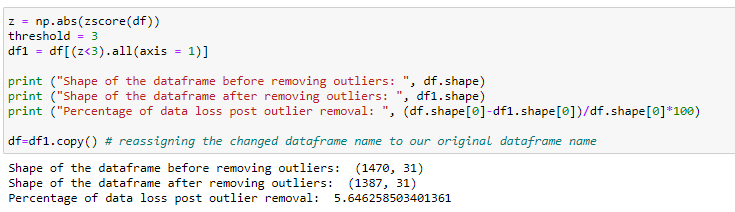 z = np.abs(zscore(df))
threshold = 3
df1 = df[(z<3).all(axis = 1)]
print ("Shape of the dataframe before removing outliers: ", df.shape)
print ("Shape of the dataframe after removing outliers: ", df1.shape)
print ("Percentage of data loss post outlier removal: ", (df.shape[0]-df1.shape[0])/df.shape[0]*100)
df=df1.copy() # reassigning the changed dataframe name to our original dataframe name
Shape of the dataframe before removing outliers:  (1470, 31)
Shape of the dataframe after removing outliers:  (1387, 31)
Percentage of data loss post outlier removal:  5.646258503401361